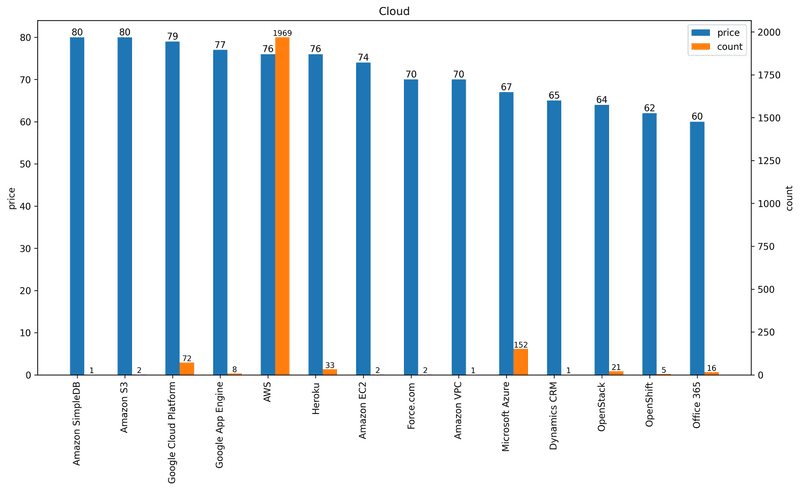 Cloud
price
count
80 80 79 77 76 1969 76 74 70 70 67 65 64 62 60
1 2 72 8 33 2 2 1 152 1 21 5 16
80
70
60
50
40
30
20
10
0
price
2000
1750
1500
1250
1000
750
500
250
0
count
Amazon SimpleDB
Amazon S3
Google Cloud Platform
Google App Engine
AWS
Heroku
Amazon EC2
Force.com
Amazon VPC
Microsoft Azure
Dynamics CRM
OpenStack
OpenShift
Office 365